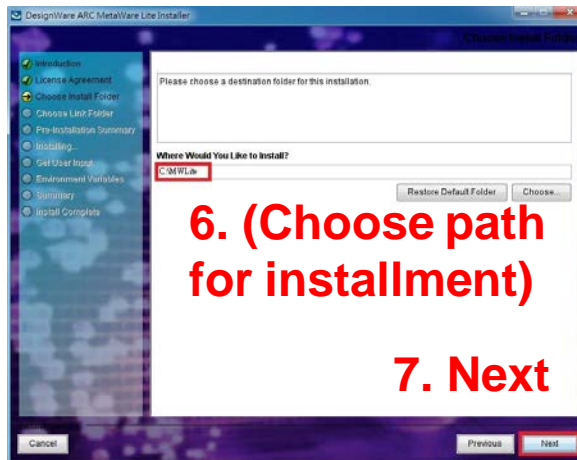 DesignWare ARC MetaWare Lite Installer
Choose Install Folder
Introduction
License Agreement
Choose Install Folder
Choose Link Folder
Pre-Installation Summary
Installing...
Get User Input
Environment Variables
Summary
Install Complete
Please choose a destination folder for this installation.
Where Would You Like to Install?
C:\MWLite
Restore Default Folder Choose...
6. (Choose path
for installment)
7. Next
Cancel Previous Next